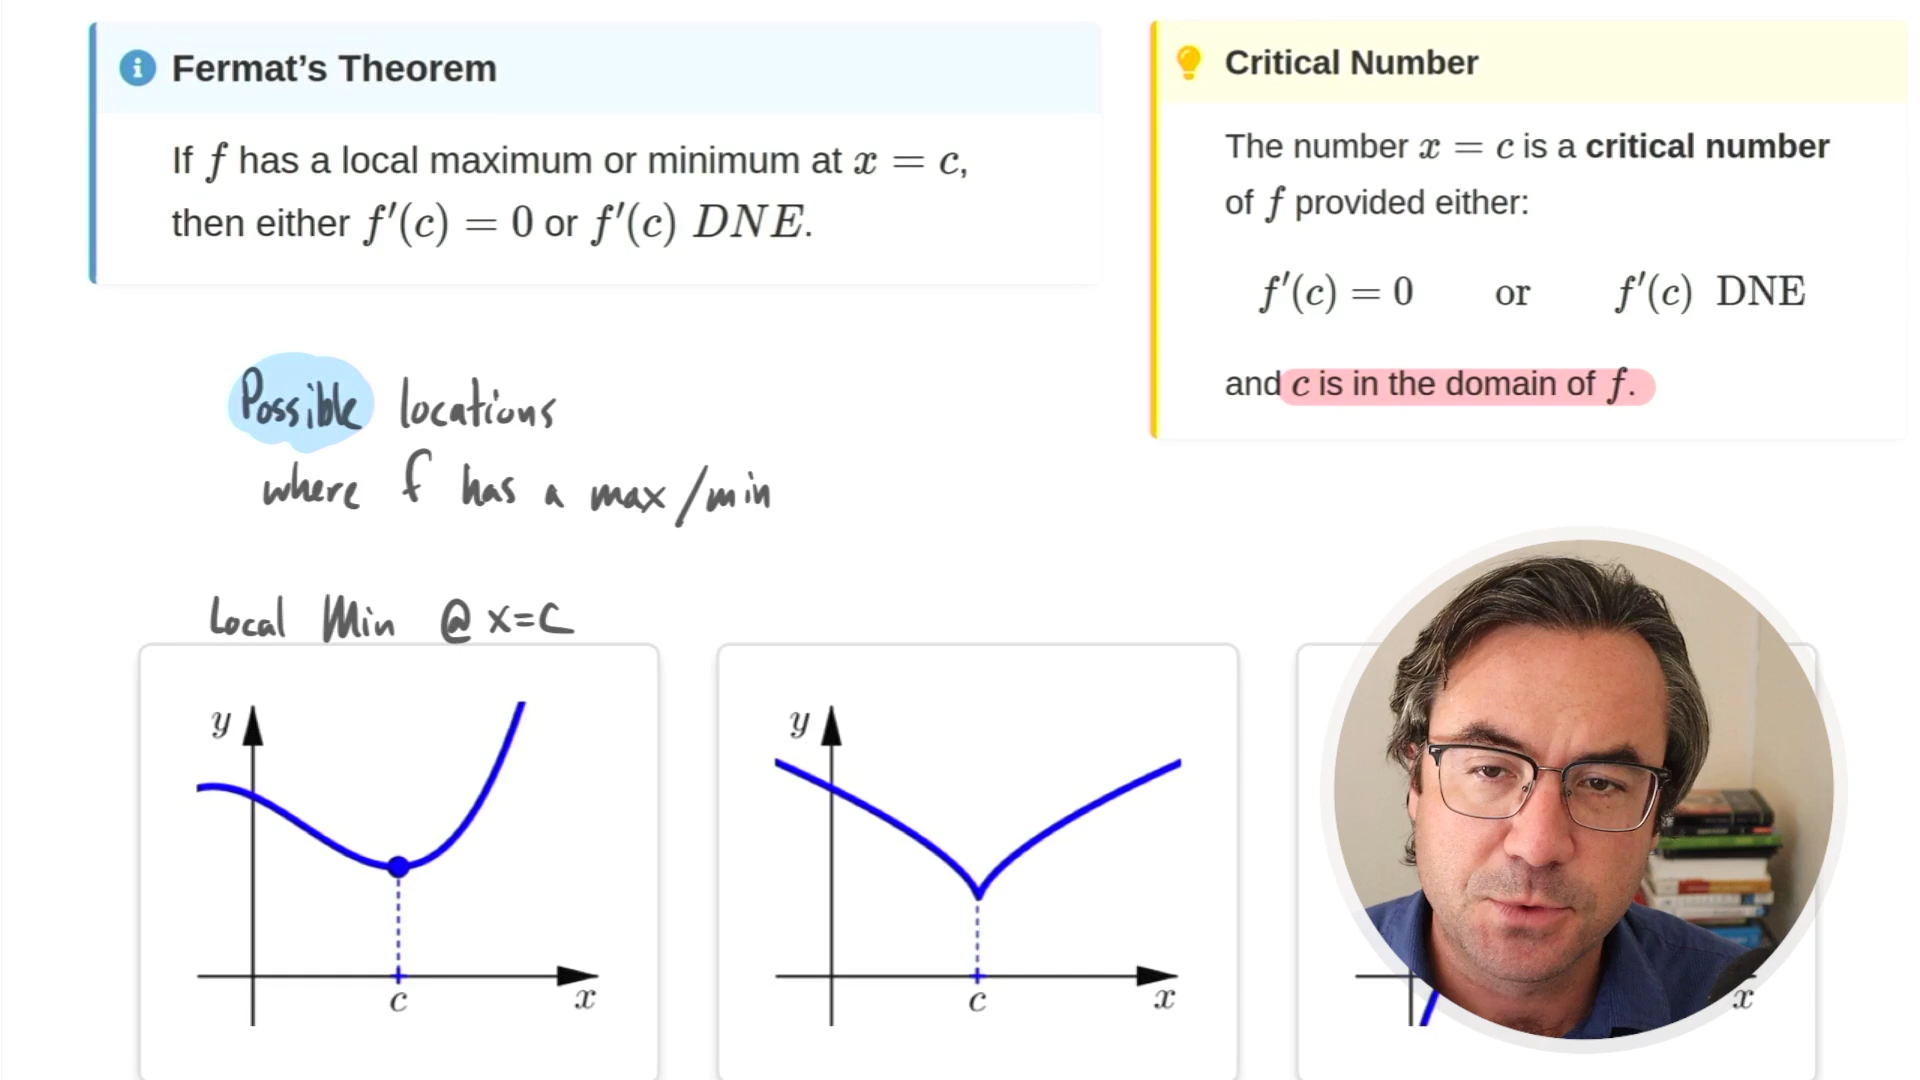 Fermat’s Theorem
If f has a local maximum or minimum at x = c,
then either f′(c) = 0 or f′(c) DNE.
Critical Number
The number x = c is a critical number
of f provided either:
f′(c) = 0 or f′(c) DNE
and c is in the domain of f.
Possible locations
where f has a max/min
Local Min @ x=c
y
c
x
y
c
x
x